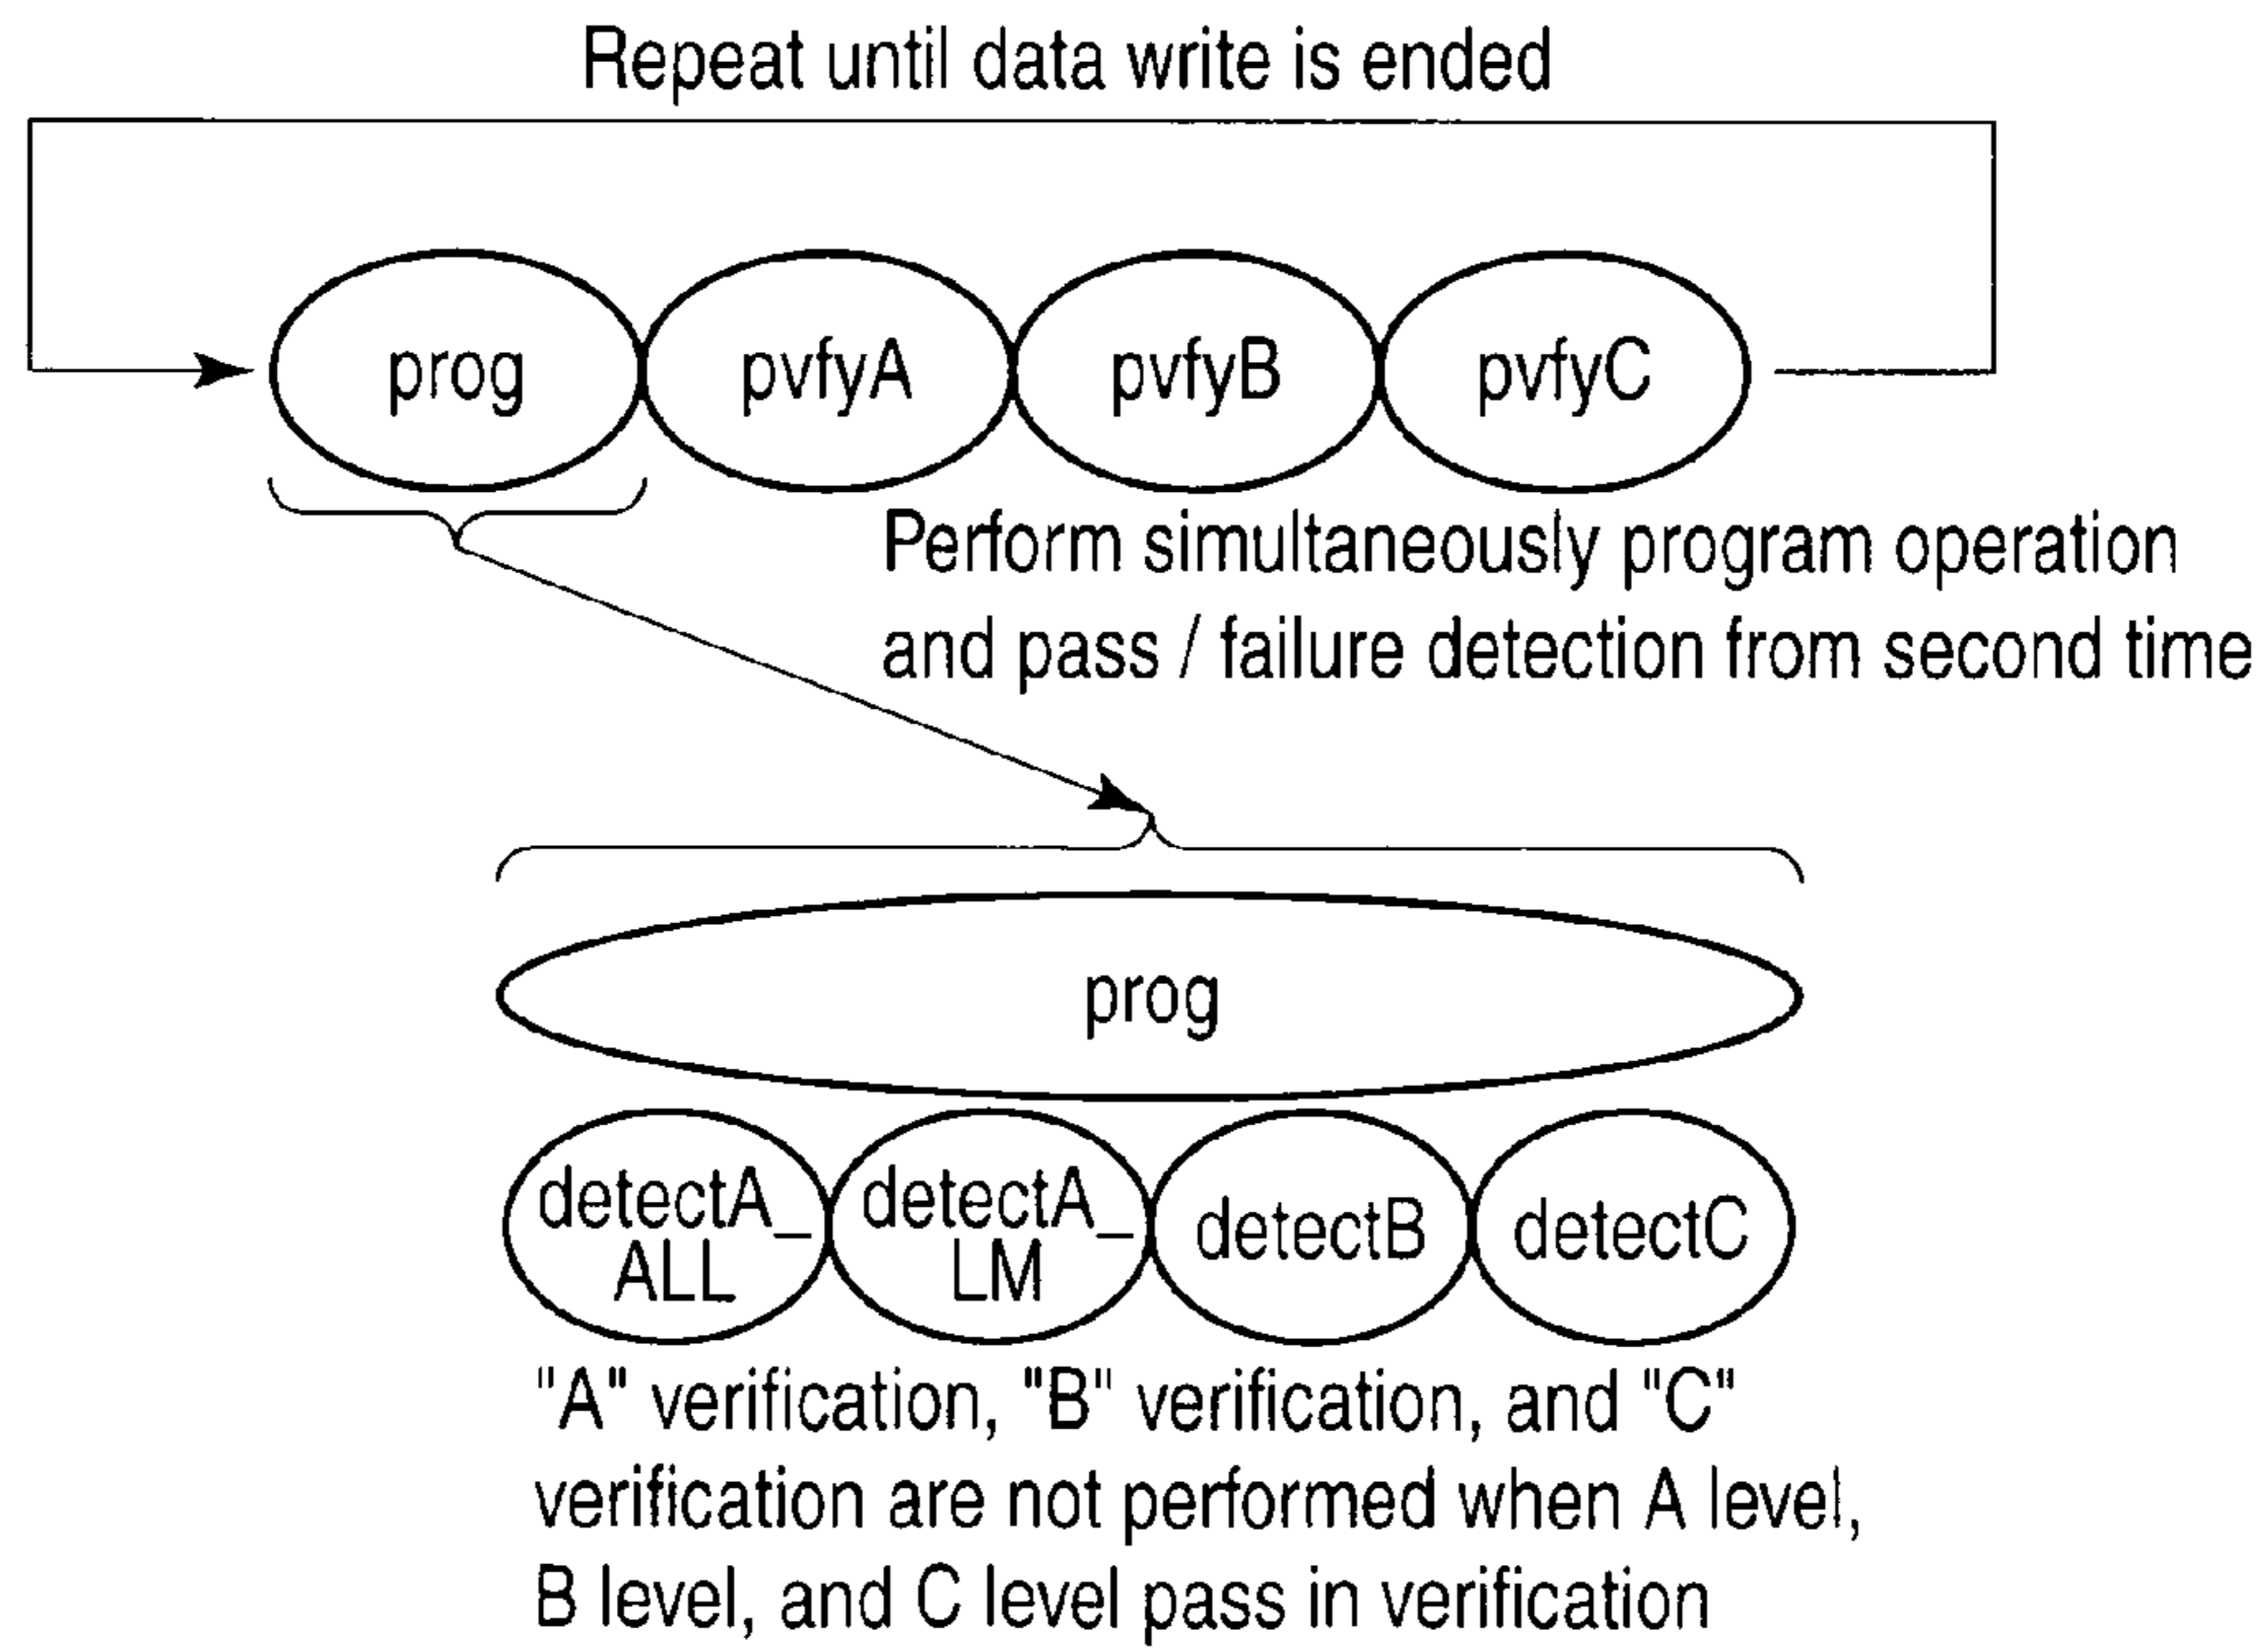 Repeat until data write is ended
prog
pvfyA
pvfyB
pvfyC
Perform simultaneously program operation
and pass / failure detection from second time
prog
detectA_
ALL
detectA_
LM
detectB
detectC
"A" verification, "B" verification, and "C"
verification are not performed when A level,
B level, and C level pass in verification